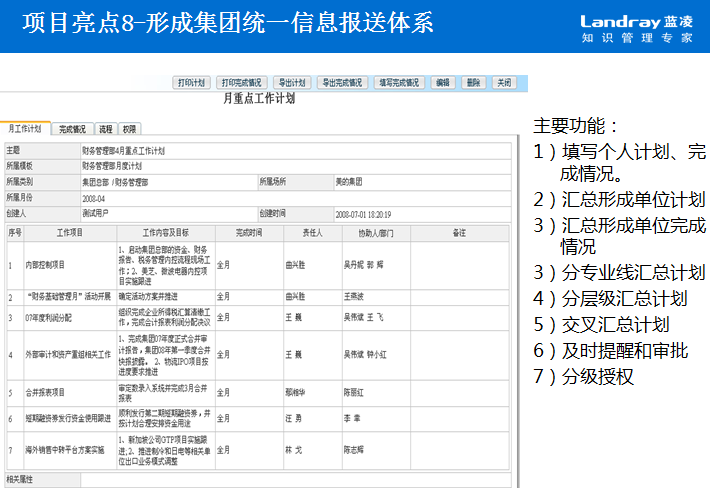 项目亮点8-形成集团统一信息报送体系
Landray蓝凌
知识管理专家
打印计划 打印完成情况 导出计划 导出完成情况 填写完成情况 编辑 删除 关闭
月重点工作计划
月工作计划 完成情况 流程 权限
主题 财务管理部4月重点工作计划
所属模板 财务管理部月度计划
所属类别 集团总部 / 财务管理部 所属场所 美的集团
所属月份 2008-04
创建人 测试用户 创建时间 2008-07-01 18:20:19
序号 工作项目 工作内容及目标 完成时间 责任人 协助人/部门 备注
1 内部控制项目 1、启动集团总部的资金、财务
报告、税务管理内控流程现场工
作；2、美芝、微波电器内控项
目实施跟进 全月 曲兴胜 吴丹妮 郭 辉
2 “财务基础管理月”活动开展 确定活动方案并推进 全月 曲兴胜 王燕波
3 07年度利润分配 组织完成企业所得税汇算清缴工
作，完成会计报表利润分配决议 全月 王 巍 吴伟斌 王 飞
4 外部审计和资产重组相关工作 1、完成集团07年度正式合并审
计报告，集团08年第一季度合并
快报披露。 2、物流IPO项目按
进度要求推进 全月 王 巍 吴伟斌 钟小红
5 合并报表项目 审定数录入系统并完成3月合并
报表 全月 陈丽红
6 短期融资券发行资金使用跟进 顺利发行第二期短期融资券，并
按计划合理安排资金用途 全月 汪 勇 李 聿
7 海外销售中转平台方案实施 1、新加坡公司GTP项目实施跟
进;2、推进制冷和日电等相关单
位出口业务模式调整 全月 林 戈 陈志辉
相关属性
主要功能：
1）填写个人计划、完
成情况。
2）汇总形成单位计划
3）汇总形成单位完成
情况
3）分专业线汇总计划
4）分层级汇总计划
5）交叉汇总计划
6）及时提醒和审批
7）分级授权